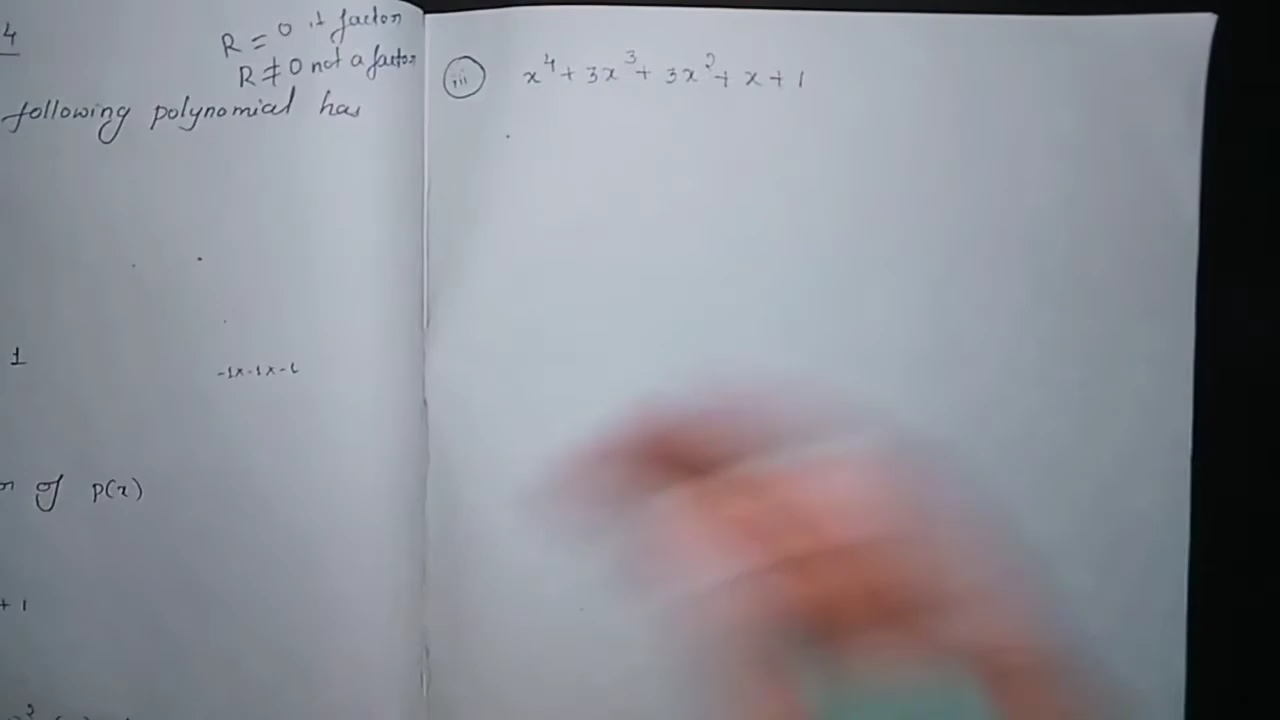 4
R = 0 it factor
R ≠ 0 not a factor
following polynomial has
1
-1x-1x-1
of p(x)
+ 1
(iii) x⁴ + 3x³ + 3x² + x + 1